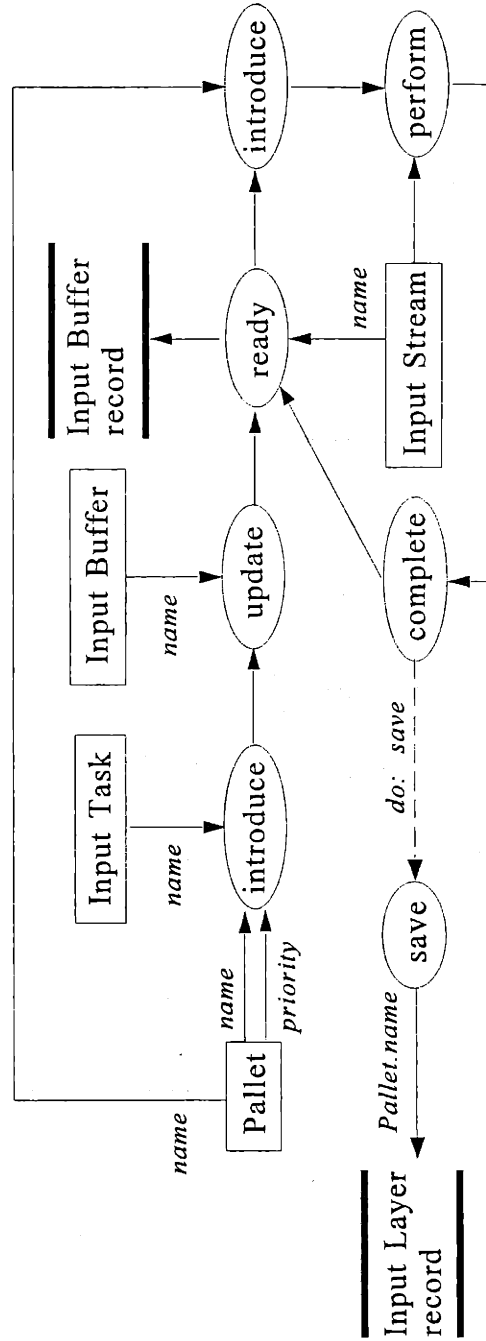 name
Input Task
Input Buffer
Input Buffer
record
name
name
Pallet
name
priority
introduce
update
ready
introduce
name
Input Layer
record
Pallet.name
save
do: save
complete
Input Stream
perform